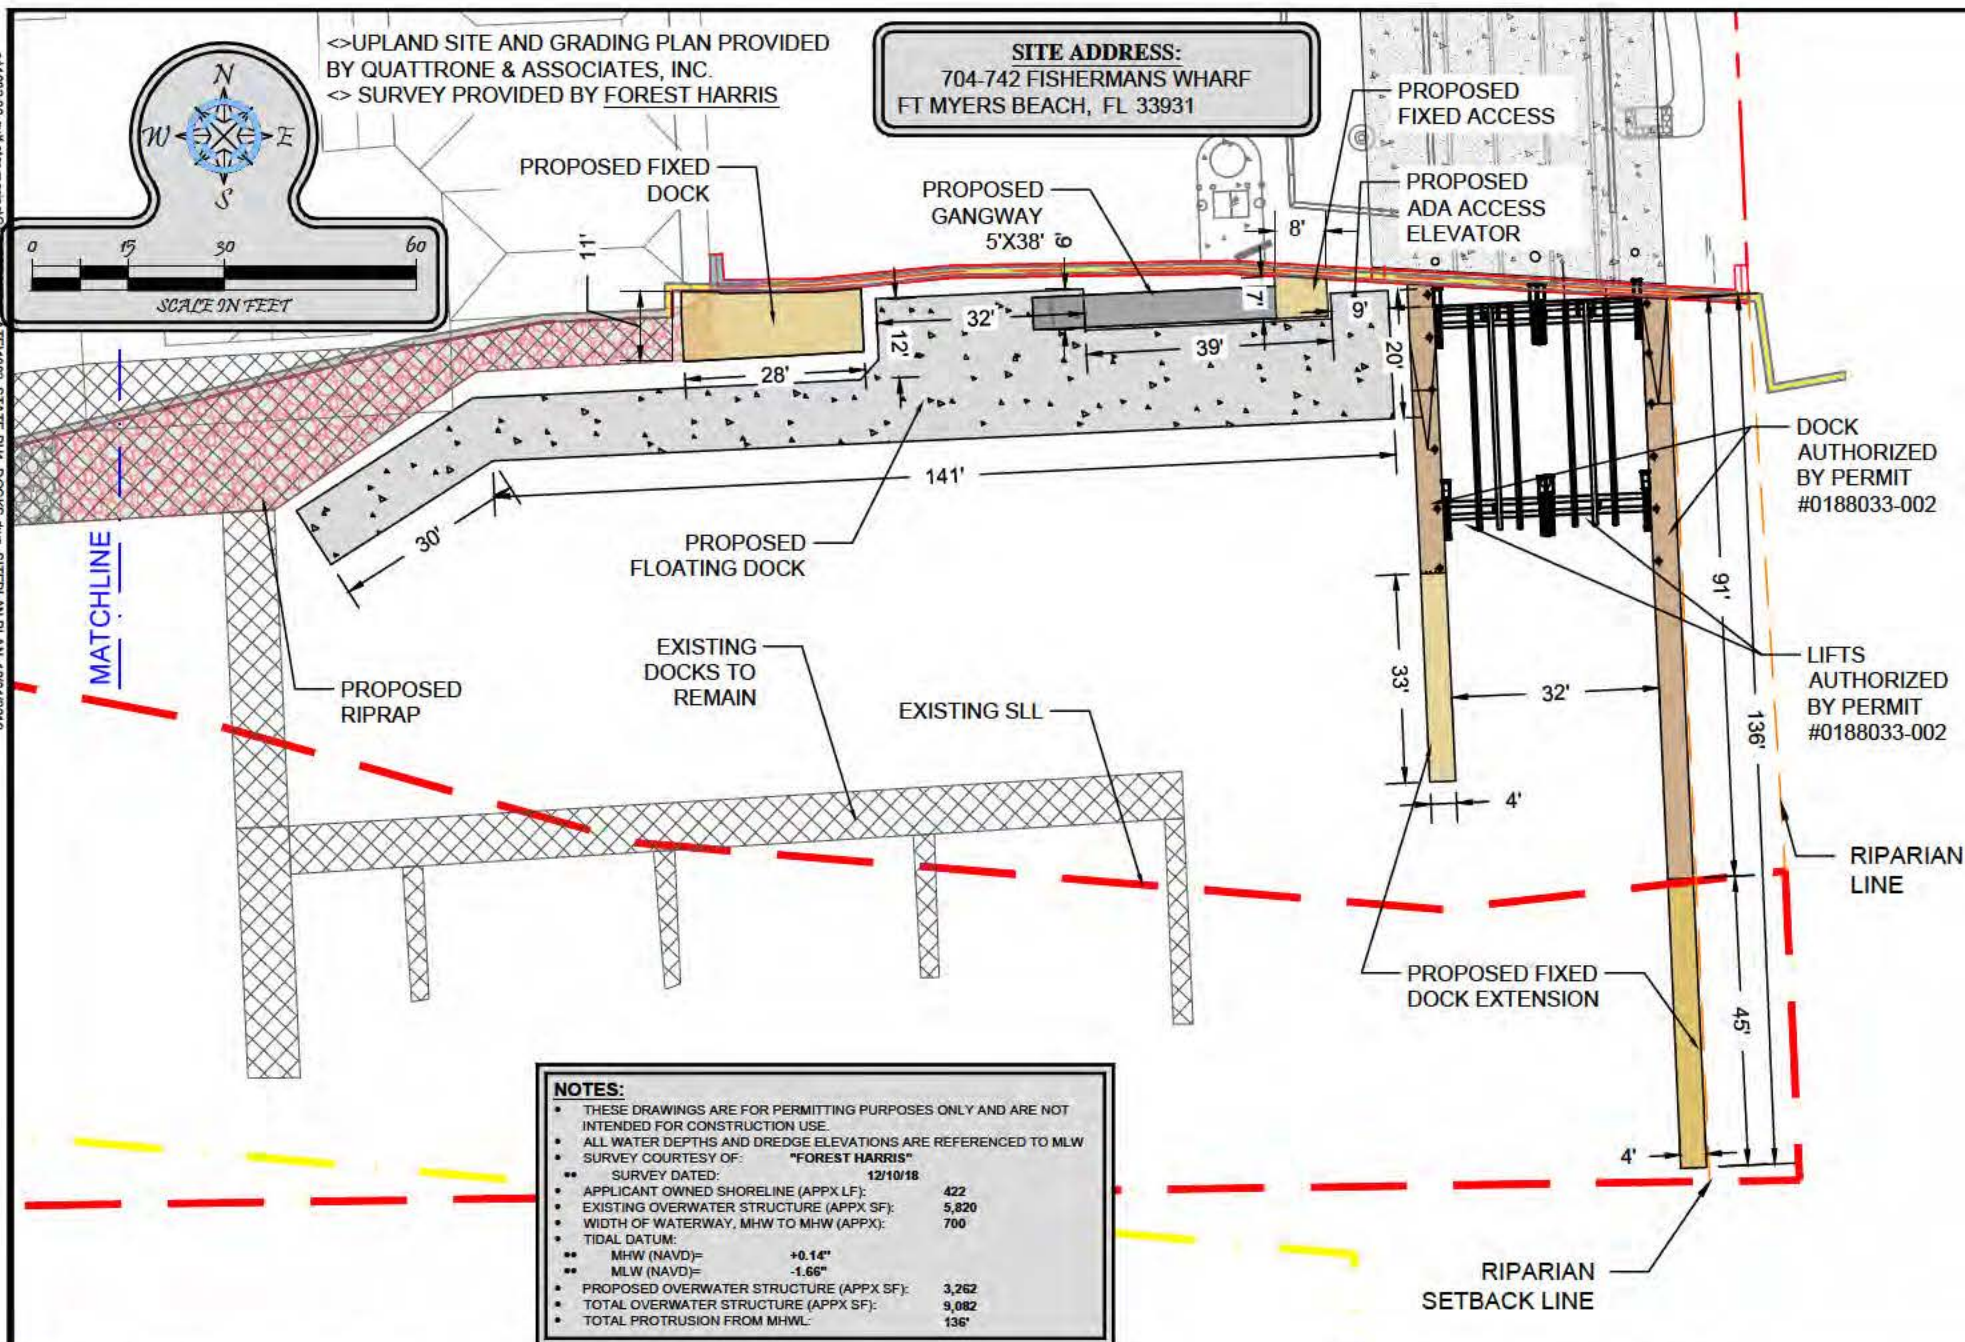 <>UPLAND SITE AND GRADING PLAN PROVIDED
BY QUATTRONE & ASSOCIATES, INC.
<> SURVEY PROVIDED BY FOREST HARRIS
N
W
E
S
0
15
30
60
SCALE IN FEET
SITE ADDRESS:
704-742 FISHERMANS WHARF
FT MYERS BEACH, FL 33931
PROPOSED
FIXED ACCESS
PROPOSED FIXED
DOCK
PROPOSED
GANGWAY
5'X38'
PROPOSED
ADA ACCESS
ELEVATOR
11'
8'
7'
9'
32'
12'
39'
20'
28'
141'
30'
DOCK
AUTHORIZED
BY PERMIT
#0188033-002
PROPOSED
FLOATING DOCK
MATCHLINE
91'
EXISTING
DOCKS TO
REMAIN
PROPOSED
RIPRAP
EXISTING SLL
33'
32'
LIFTS
AUTHORIZED
BY PERMIT
#0188033-002
136'
4'
RIPARIAN
LINE
PROPOSED FIXED
DOCK EXTENSION
45'
4'
RIPARIAN
SETBACK LINE
NOTES:
• THESE DRAWINGS ARE FOR PERMITTING PURPOSES ONLY AND ARE NOT
INTENDED FOR CONSTRUCTION USE.
• ALL WATER DEPTHS AND DREDGE ELEVATIONS ARE REFERENCED TO MLW
• SURVEY COURTESY OF: "FOREST HARRIS"
•• SURVEY DATED: 12/10/18
• APPLICANT OWNED SHORELINE (APPX LF): 422
• EXISTING OVERWATER STRUCTURE (APPX SF): 5,820
• WIDTH OF WATERWAY, MHW TO MHW (APPX): 700
• TIDAL DATUM:
•• MHW (NAVD)= +0.14"
•• MLW (NAVD)= -1.66"
• PROPOSED OVERWATER STRUCTURE (APPX SF): 3,262
• TOTAL OVERWATER STRUCTURE (APPX SF): 9,082
• TOTAL PROTRUSION FROM MHWL: 136'